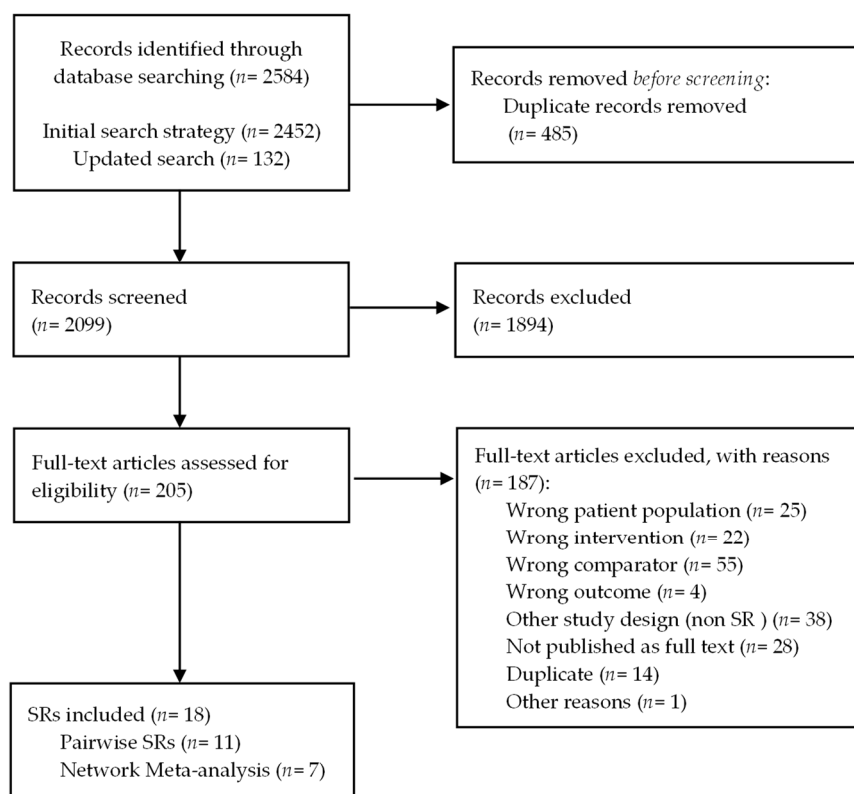 Records identified through
database searching (n= 2584)
Initial search strategy (n= 2452)
Updated search (n= 132)
Records removed before screening:
Duplicate records removed
(n= 485)
Records screened
(n= 2099)
Records excluded
(n= 1894)
Full-text articles assessed for
eligibility (n= 205)
Full-text articles excluded, with reasons
(n= 187):
Wrong patient population (n= 25)
Wrong intervention (n= 22)
Wrong comparator (n= 55)
Wrong outcome (n= 4)
Other study design (non SR ) (n= 38)
Not published as full text (n= 28)
Duplicate (n= 14)
Other reasons (n= 1)
SRs included (n= 18)
Pairwise SRs (n= 11)
Network Meta-analysis (n= 7)